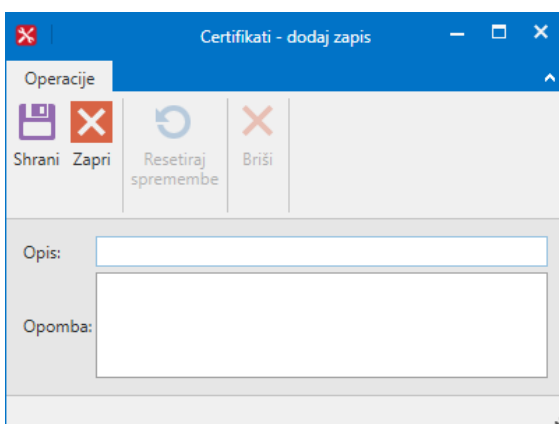 Certifikati - dodaj zapis
Operacije
Shrani Zapri Resetiraj spremembe Briši
Opis:
Opomba: